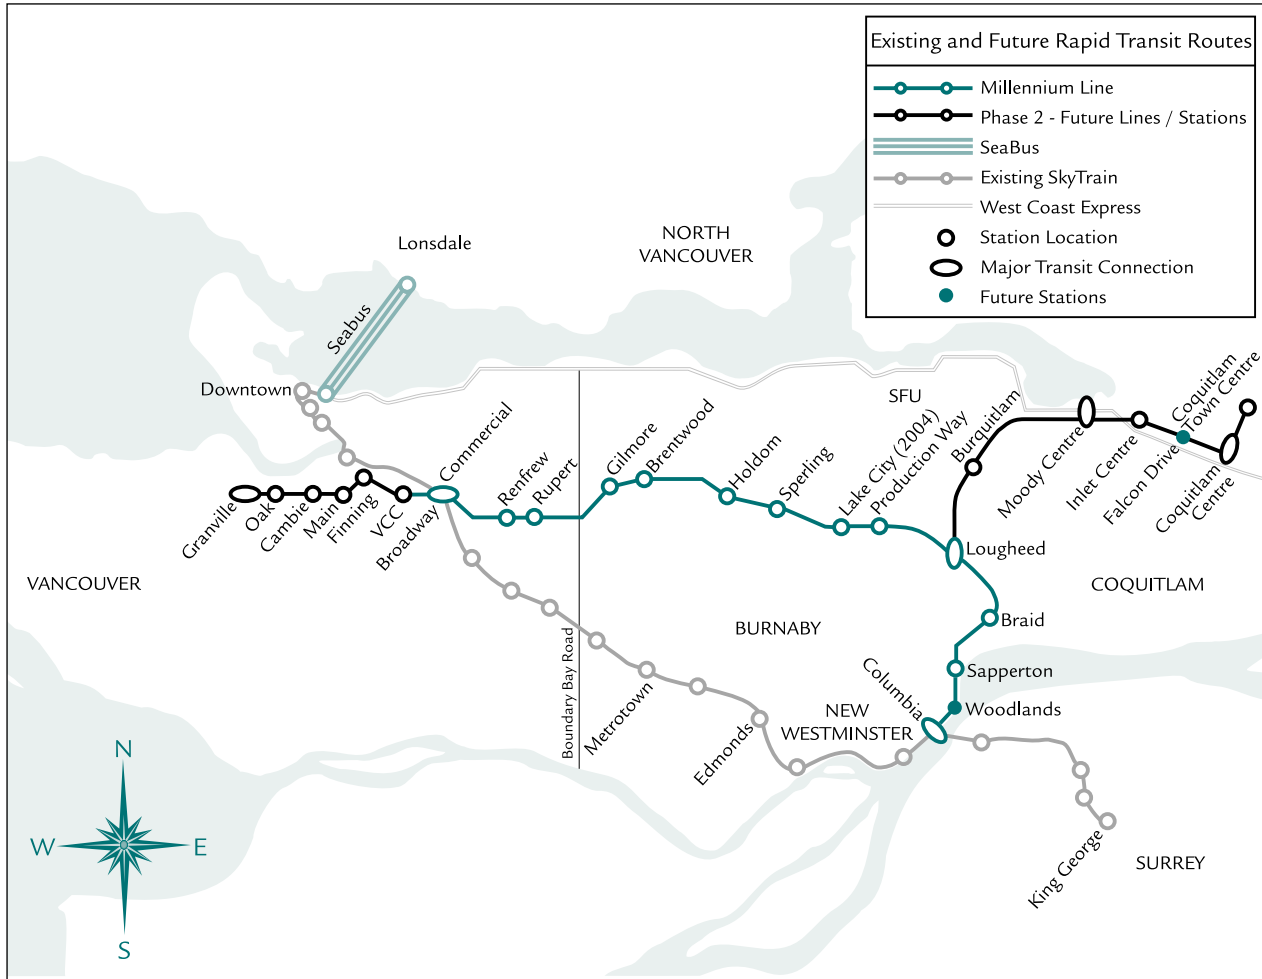 Existing and Future Rapid Transit Routes
Millennium Line
Phase 2 - Future Lines / Stations
SeaBus
Existing SkyTrain
West Coast Express
Station Location
Major Transit Connection
Future Stations
Lonsdale
NORTH
VANCOUVER
Seabus
Downtown
SFU
Commercial
Renfrew
Rupert
Gilmore
Brentwood
Holdom
Sperling
Lake City (2004)
Production Way
Burquitlam
Moody Centre
Inlet Centre
Falcon Drive
Coquitlam
Town Centre
Coquitlam
Centre
Granville
Oak
Cambie
Main
Finning
VCC
Broadway
Lougheed
VANCOUVER
COQUITLAM
Braid
BURNABY
Boundary Bay Road
Sapperton
Metrotown
Columbia
Woodlands
NEW
WESTMINSTER
Edmonds
King George
SURREY
N
W
E
S